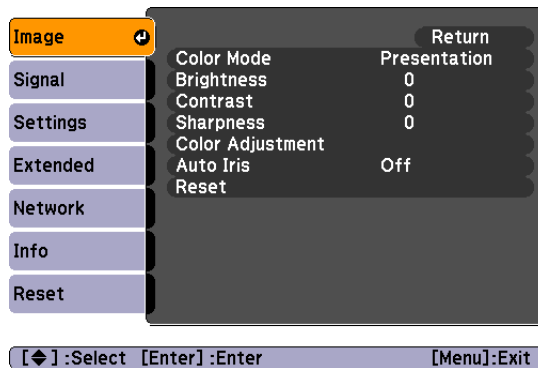 Image
Signal
Settings
Extended
Network
Info
Reset
Return
Color Mode Presentation
Brightness 0
Contrast 0
Sharpness 0
Color Adjustment
Auto Iris Off
Reset
[◆] :Select [Enter] :Enter [Menu]:Exit